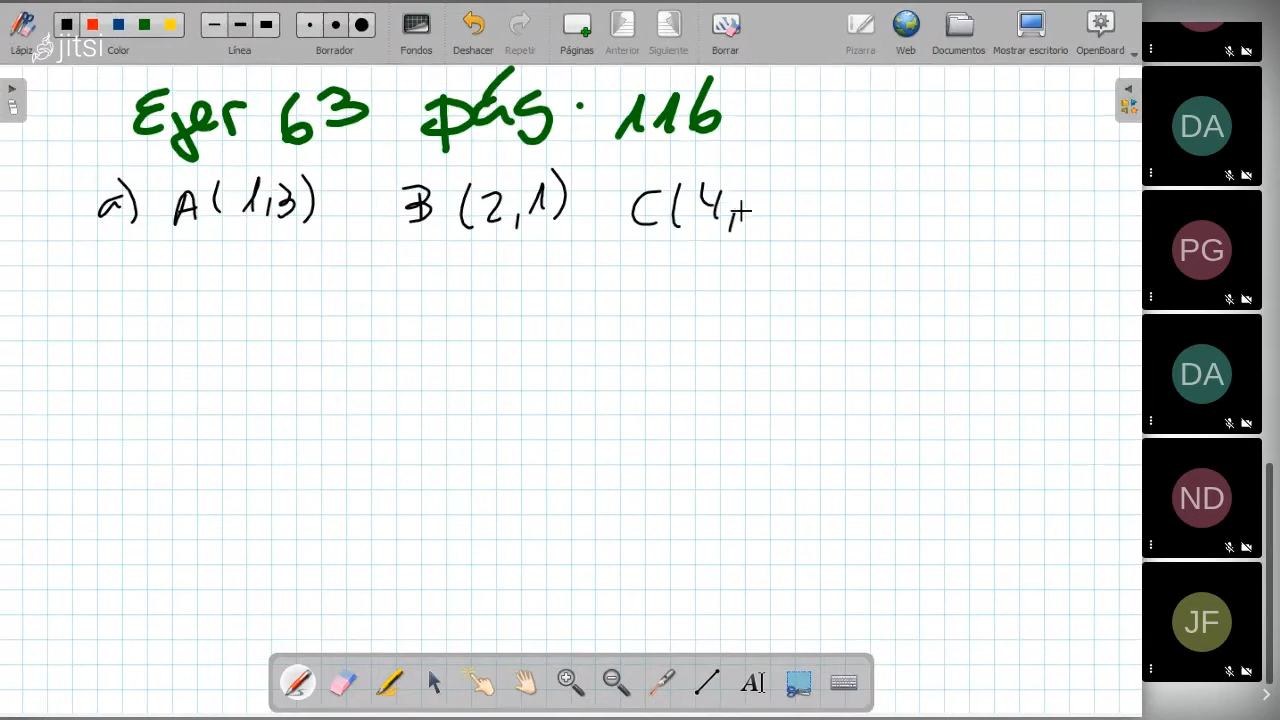 Lápiz Color Línea Borrador Fondos Deshacer Repetir Páginas Anterior Siguiente Borrar Pizarra Web Documentos Mostrar escritorio OpenBoard
jitsi
Ejer 63 pág. 116
a) A(1,3) B(2,1) C(4,
DA
PG
DA
ND
JF